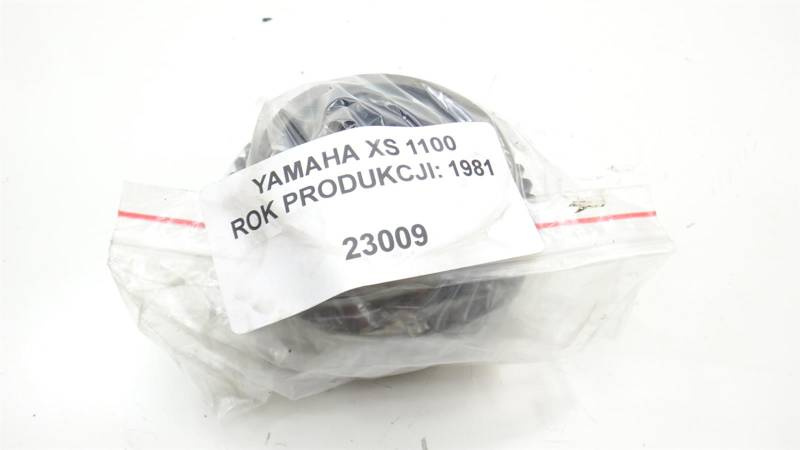 YAMAHA XS 1100
ROK PRODUKCJI: 1981
23009